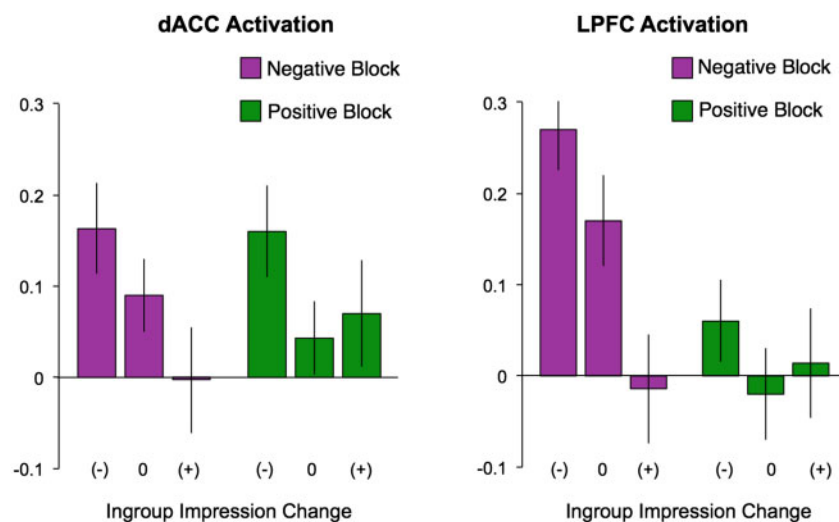 dACC Activation
Negative Block
Positive Block
0.3
0.2
0.1
0
-0.1
(-) 0 (+) (-) 0 (+)
Ingroup Impression Change
LPFC Activation
Negative Block
Positive Block
0.3
0.2
0.1
0
-0.1
(-) 0 (+) (-) 0 (+)
Ingroup Impression Change